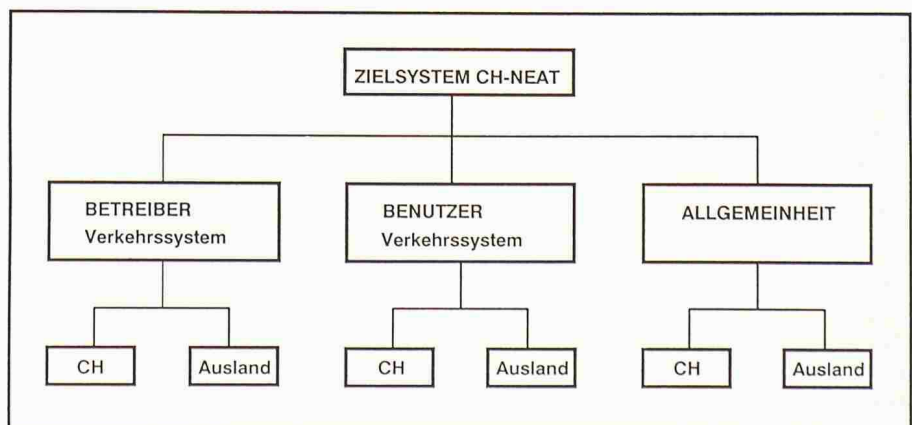 ZIELSYSTEM CH-NEAT
BETREIBER
Verkehrssystem
BENUTZER
Verkehrssystem
ALLGEMEINHEIT
CH
Ausland
CH
Ausland
CH
Ausland